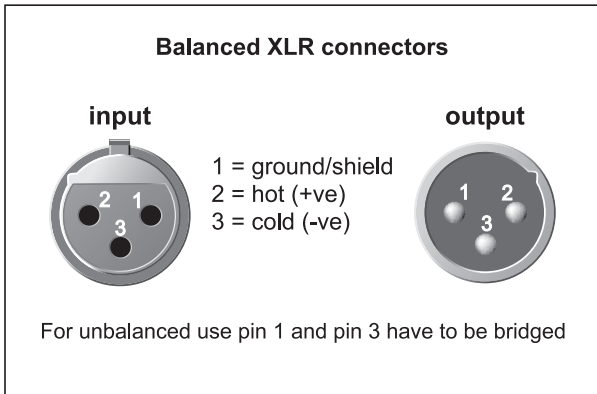 Balanced XLR connectors
input
output
2 1
3
1 = ground/shield
2 = hot (+ve)
3 = cold (-ve)
1 2
3
For unbalanced use pin 1 and pin 3 have to be bridged